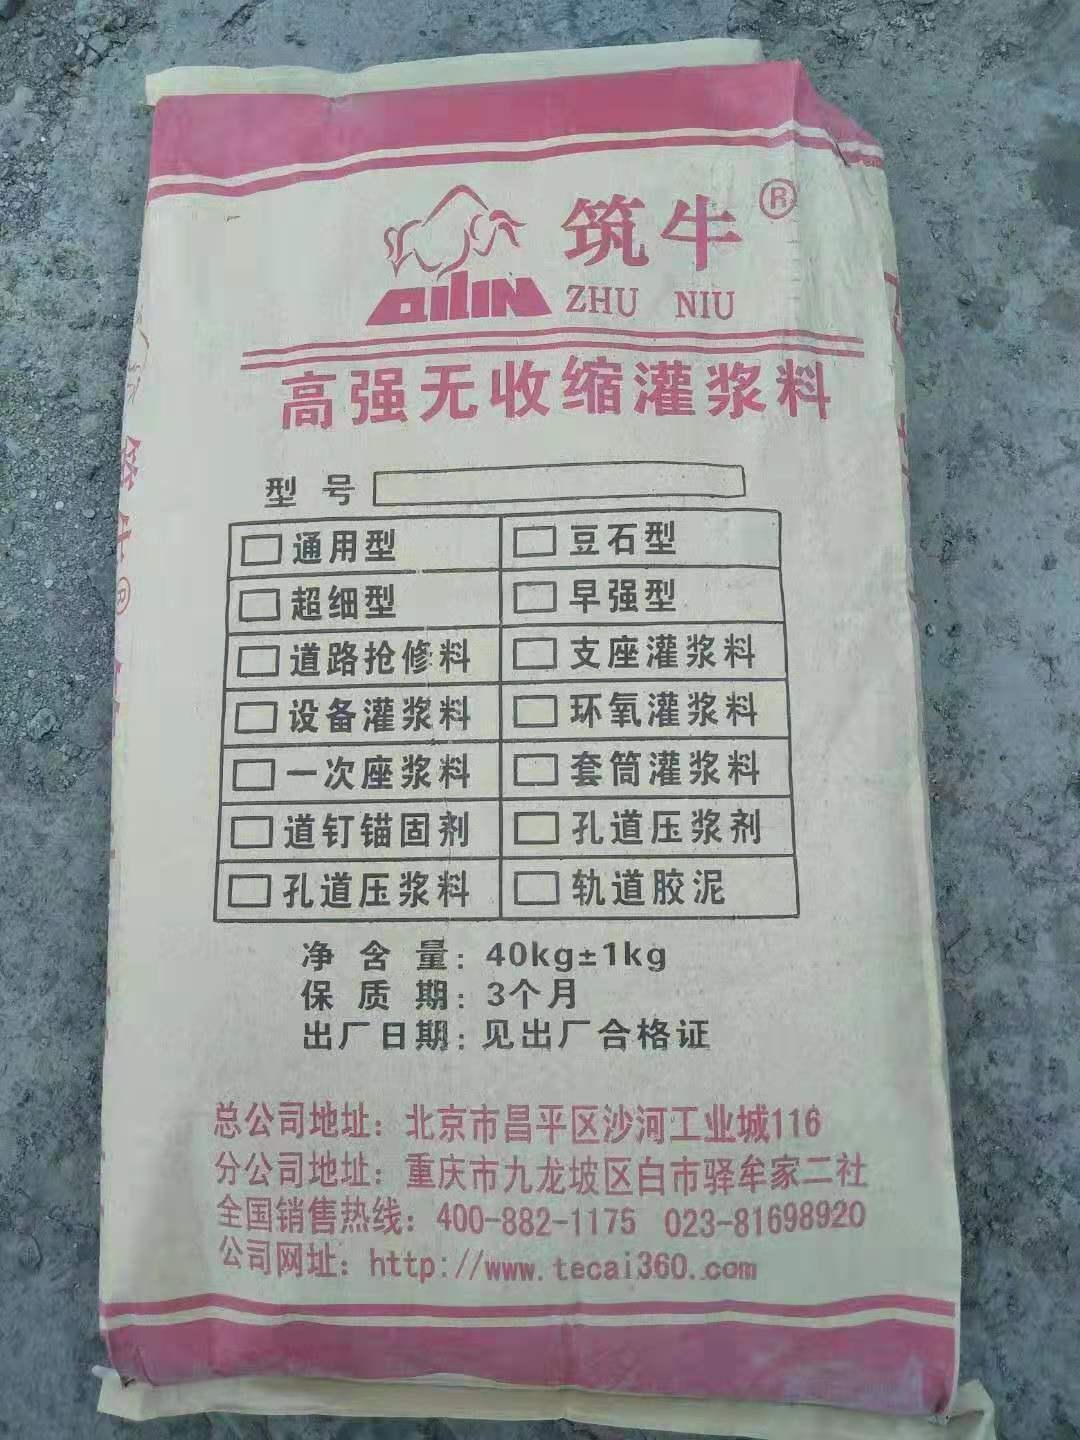 筑牛®
QILIN ZHU NIU
高强无收缩灌浆料
型 号
通用型 豆石型
超细型 早强型
道路抢修料 支座灌浆料
设备灌浆料 环氧灌浆料
一次座浆料 套筒灌浆料
道钉锚固剂 孔道压浆剂
孔道压浆料 轨道胶泥
净 含 量：40kg±1kg
保 质 期：3个月
出厂日期：见出厂合格证
总公司地址：北京市昌平区沙河工业城116
分公司地址：重庆市九龙坡区白市驿牟家二社
全国销售热线：400-882-1175 023-81698920
公司网址：http://www.tecai360.com
筑牛®